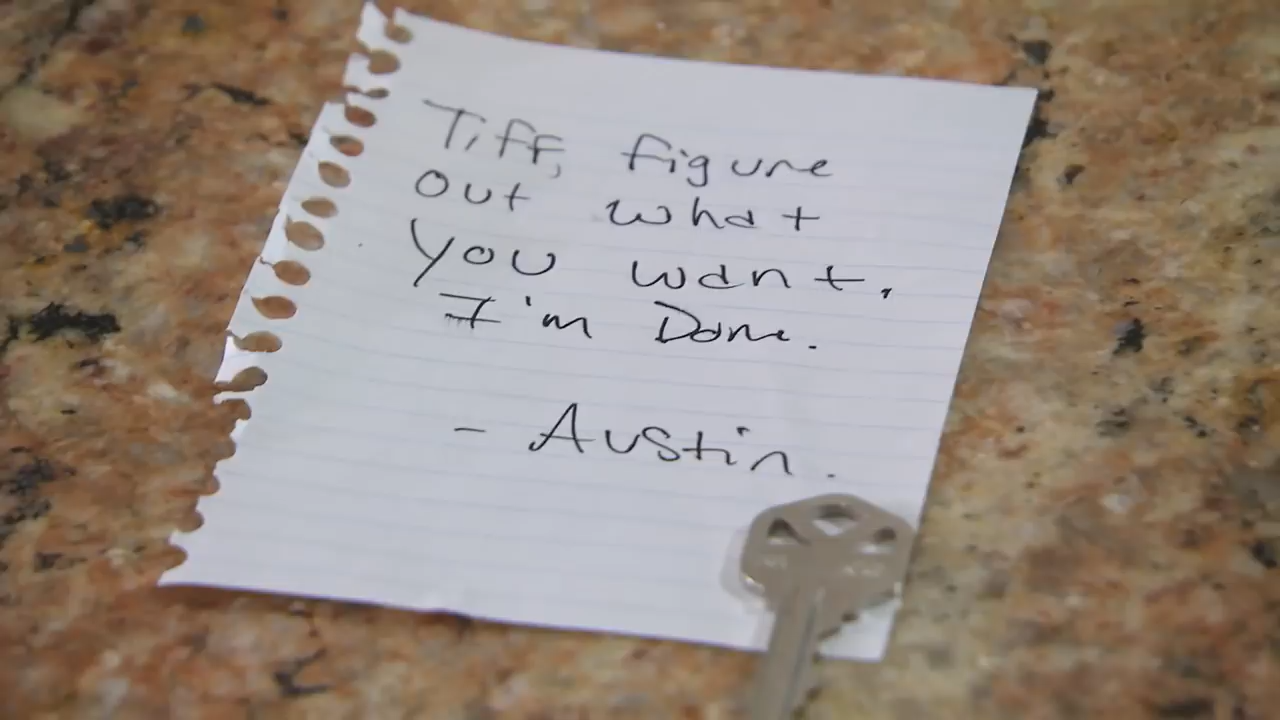 Tiff, figure
out what
you want.
I'm Done.
- Austin.